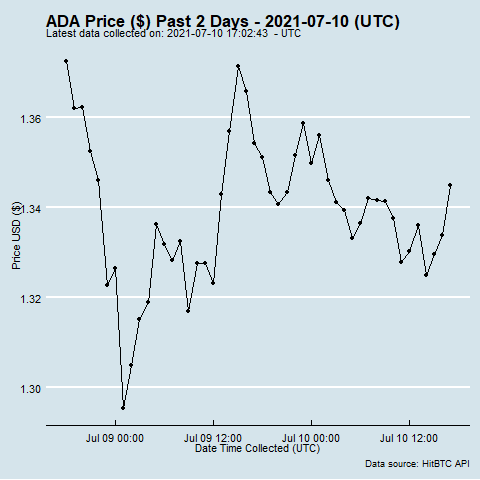 ADA Price ($) Past 2 Days - 2021-07-10 (UTC)
Latest data collected on: 2021-07-10 17:02:43 - UTC
1.36
1.34
1.32
1.30
Price USD ($)
Jul 09 00:00 Jul 09 12:00 Jul 10 00:00 Jul 10 12:00
Date Time Collected (UTC)
Data source: HitBTC API